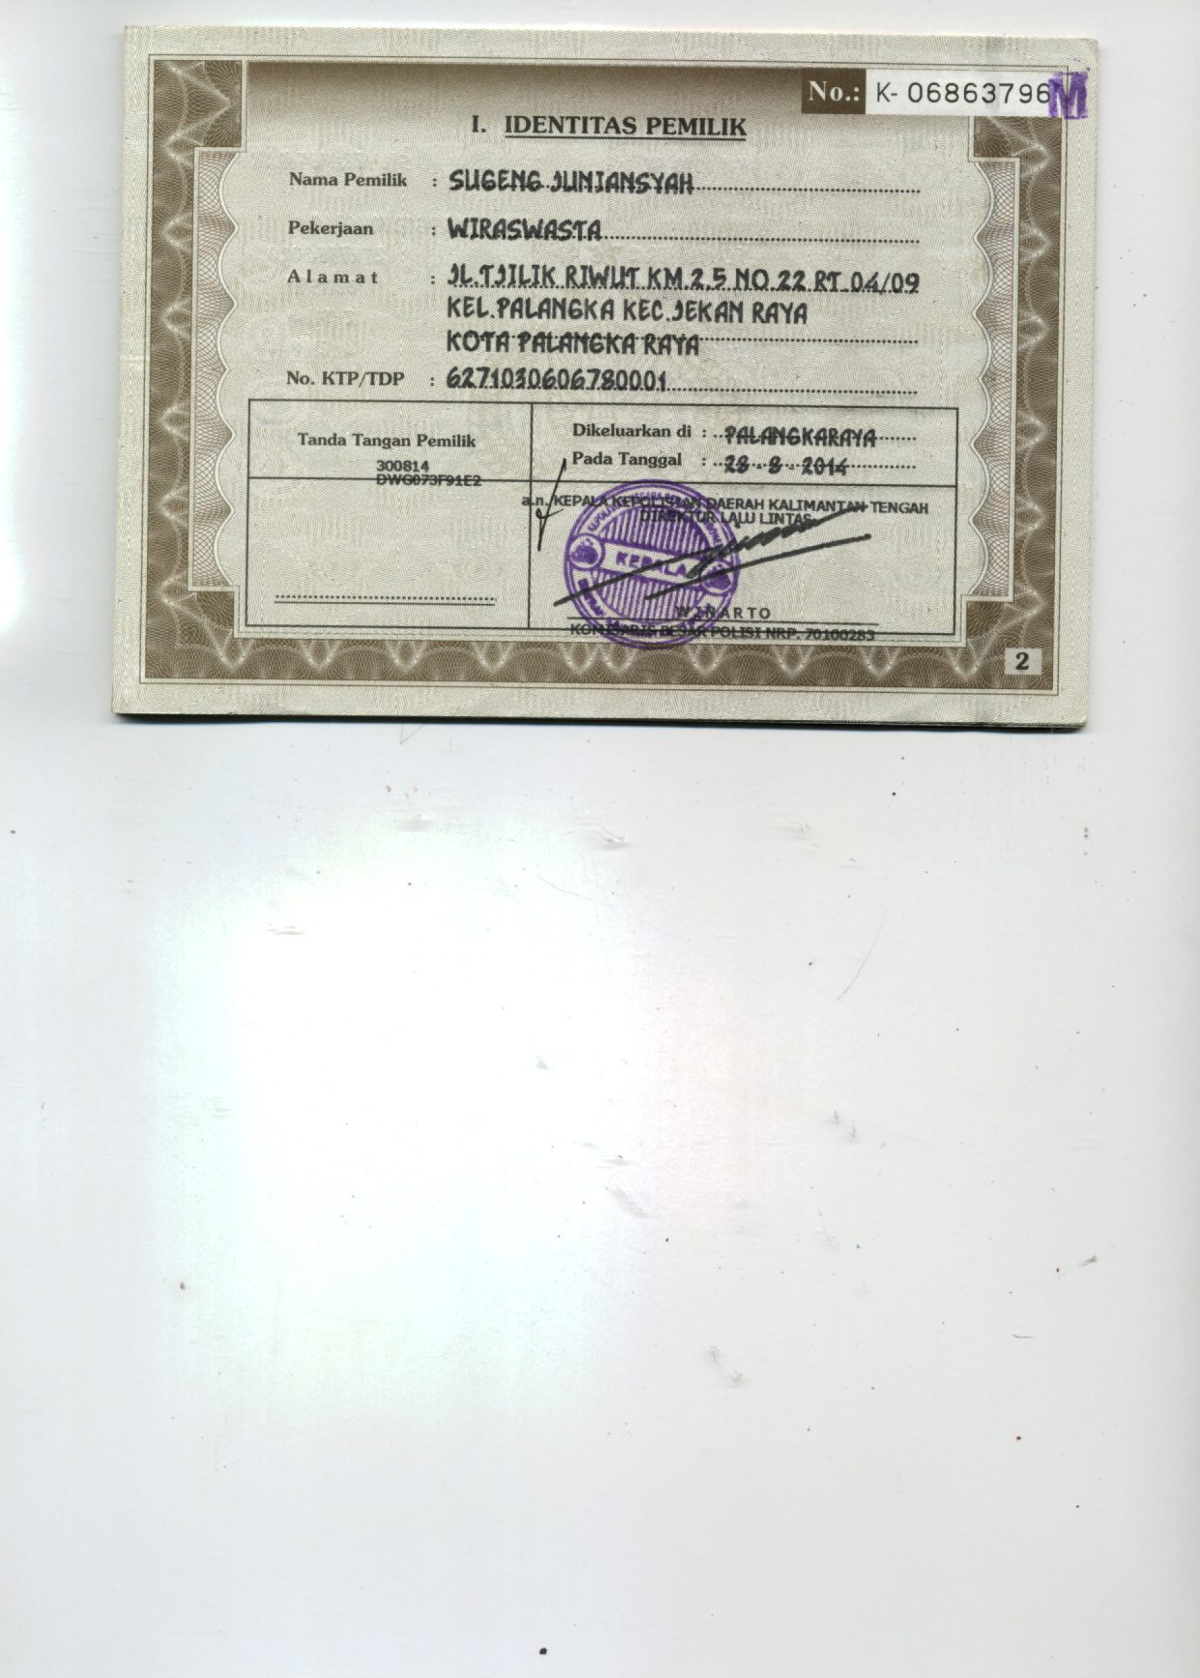 No.: K- 06863796 M
I. IDENTITAS PEMILIK
Nama Pemilik : SUGENG JUNIANSYAH
Pekerjaan : WIRASWASTA
Alamat : JL.TJILIK RIWUT KM.2.5 NO.22 RT 04/09
KEL.PALANGKA KEC.JEKAN RAYA
KOTA PALANGKA RAYA
No. KTP/TDP : 6271030606780001
Tanda Tangan Pemilik
300814
DWG073F91E2
Dikeluarkan di : PALANGKARAYA
Pada Tanggal : 28-8-2014
a.n. KEPALA KEPOLISIAN DAERAH KALIMANTAN TENGAH
DIREKTUR LALU LINTAS
KEPALA
WINARTO
KOMISARIS BESAR POLISI NRP. 70100283
2